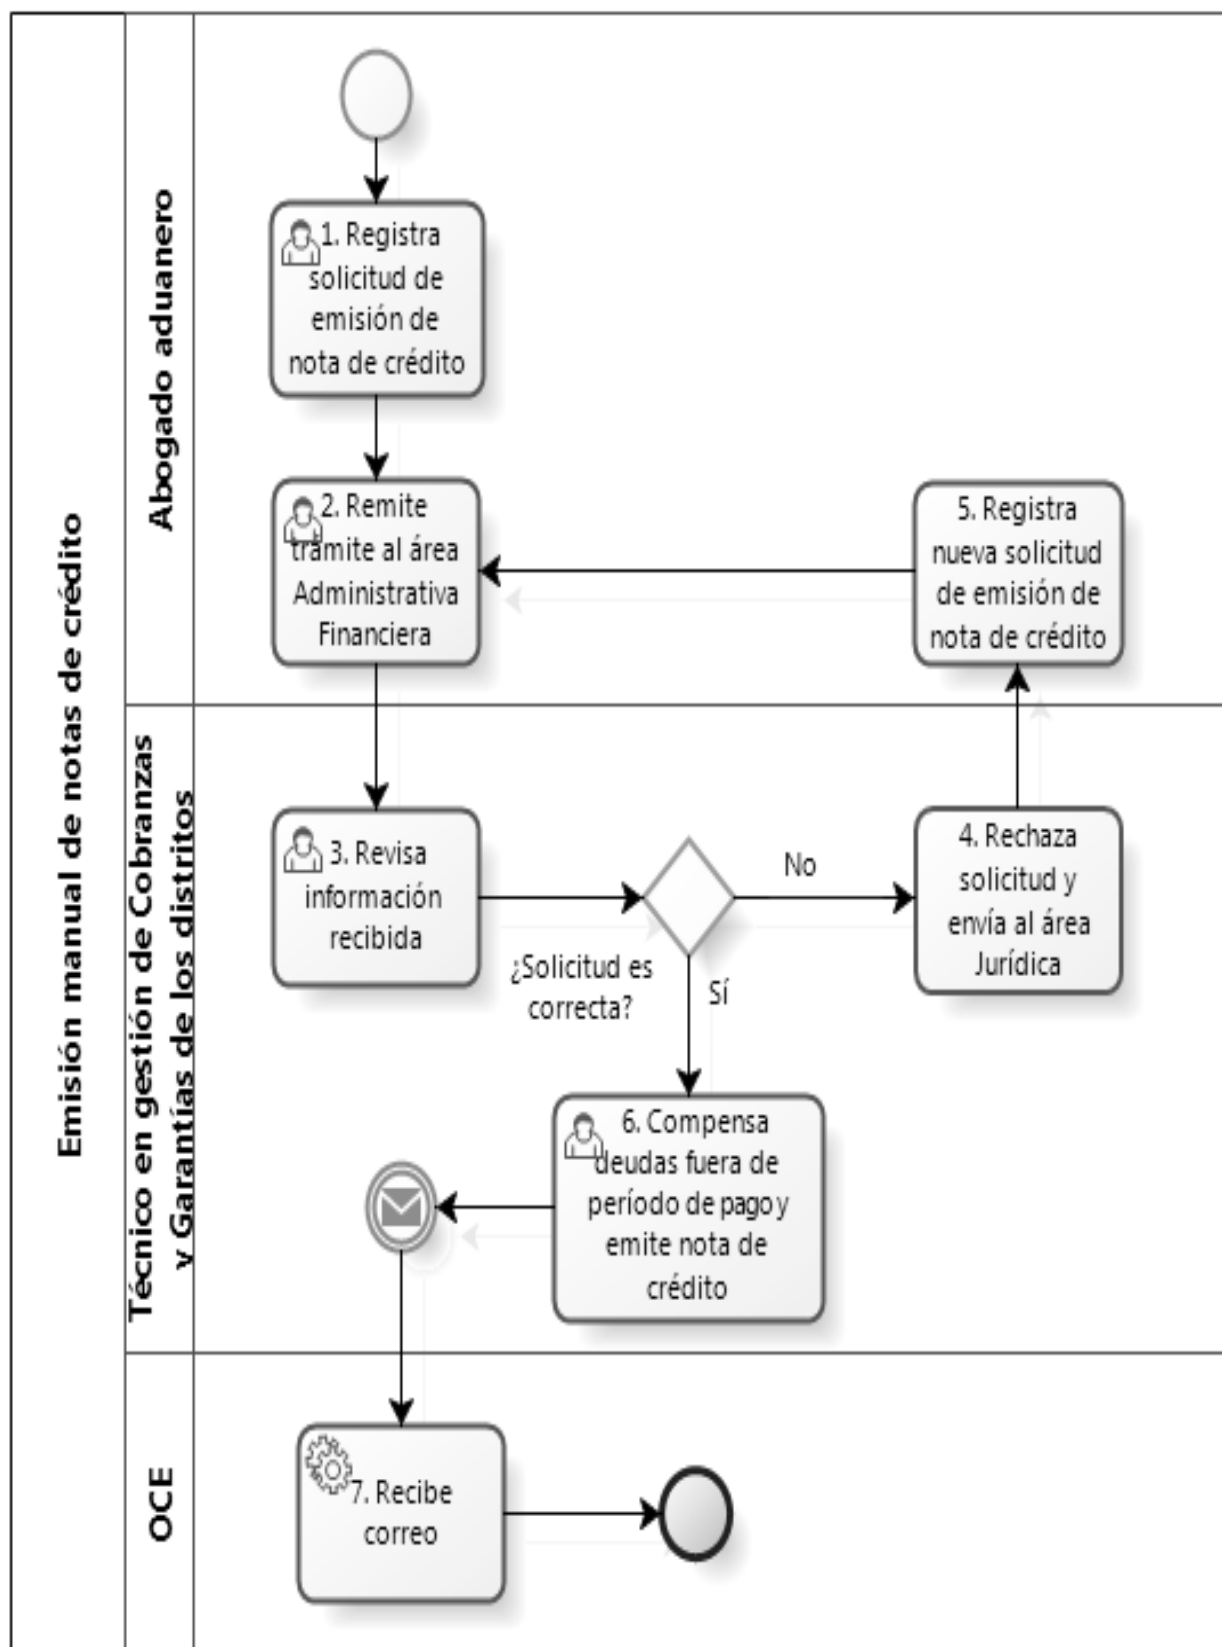 Emisión manual de notas de crédito
Abogado aduanero
1. Registra
solicitud de
emisión de
nota de crédito
2. Remite
trámite al área
Administrativa
Financiera
5. Registra
nueva solicitud
de emisión de
nota de crédito
Técnico en gestión de Cobranzas
y Garantías de los distritos
3. Revisa
información
recibida
¿Solicitud es
correcta?
No
Sí
4. Rechaza
solicitud y
envía al área
Jurídica
6. Compensa
deudas fuera de
período de pago y
emite nota de
crédito
OCE
7. Recibe
correo